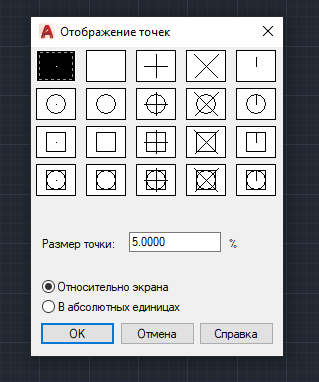 Отображение точек
Размер точки: 5.0000 %
Относительно экрана
В абсолютных единицах
OK Отмена Справка